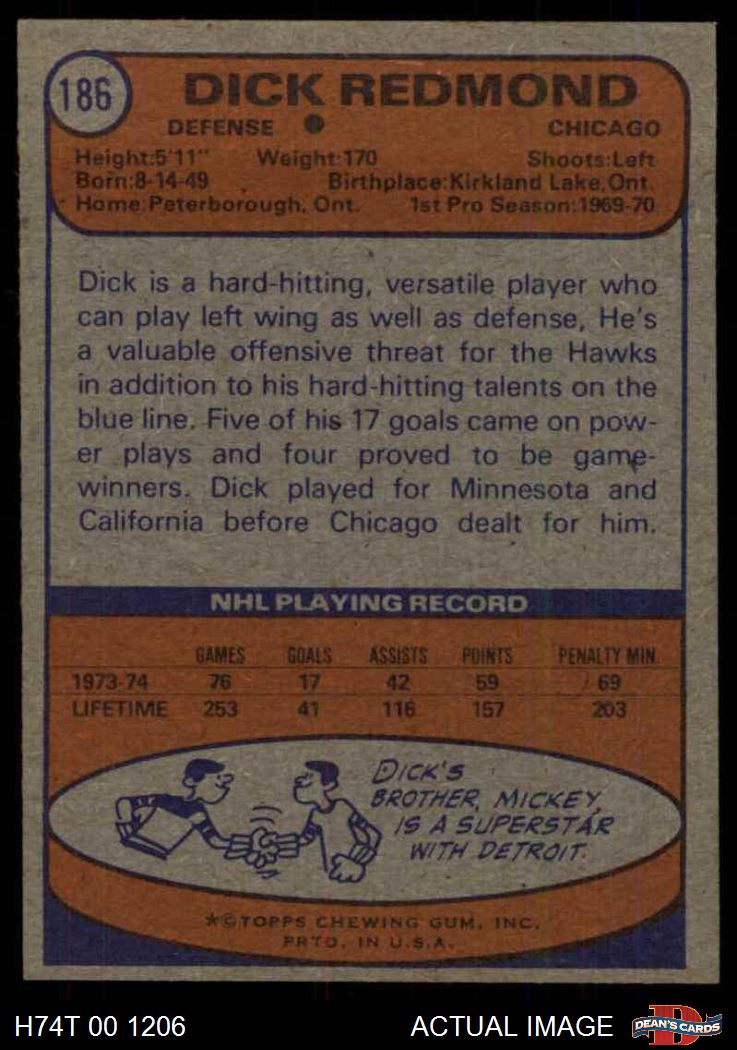 186
DICK REDMOND
DEFENSE ● CHICAGO
Height:5'11" Weight:170 Shoots:Left
Born:8-14-49 Birthplace:Kirkland Lake,Ont.
Home:Peterborough, Ont. 1st Pro Season:1969-70
Dick is a hard-hitting, versatile player who
can play left wing as well as defense, He's
a valuable offensive threat for the Hawks
in addition to his hard-hitting talents on the
blue line. Five of his 17 goals came on pow-
er plays and four proved to be game-
winners. Dick played for Minnesota and
California before Chicago dealt for him.
NHL PLAYING RECORD
GAMES GOALS ASSISTS POINTS PENALTY MIN.
1973-74 76 17 42 59 69
LIFETIME 253 41 116 157 203
DICK'S
BROTHER, MICKEY,
IS A SUPERSTAR
WITH DETROIT.
★©TOPPS CHEWING GUM, INC.
PRTD. IN U.S.A.
H74T 00 1206 ACTUAL IMAGE D DEAN'S CARDS